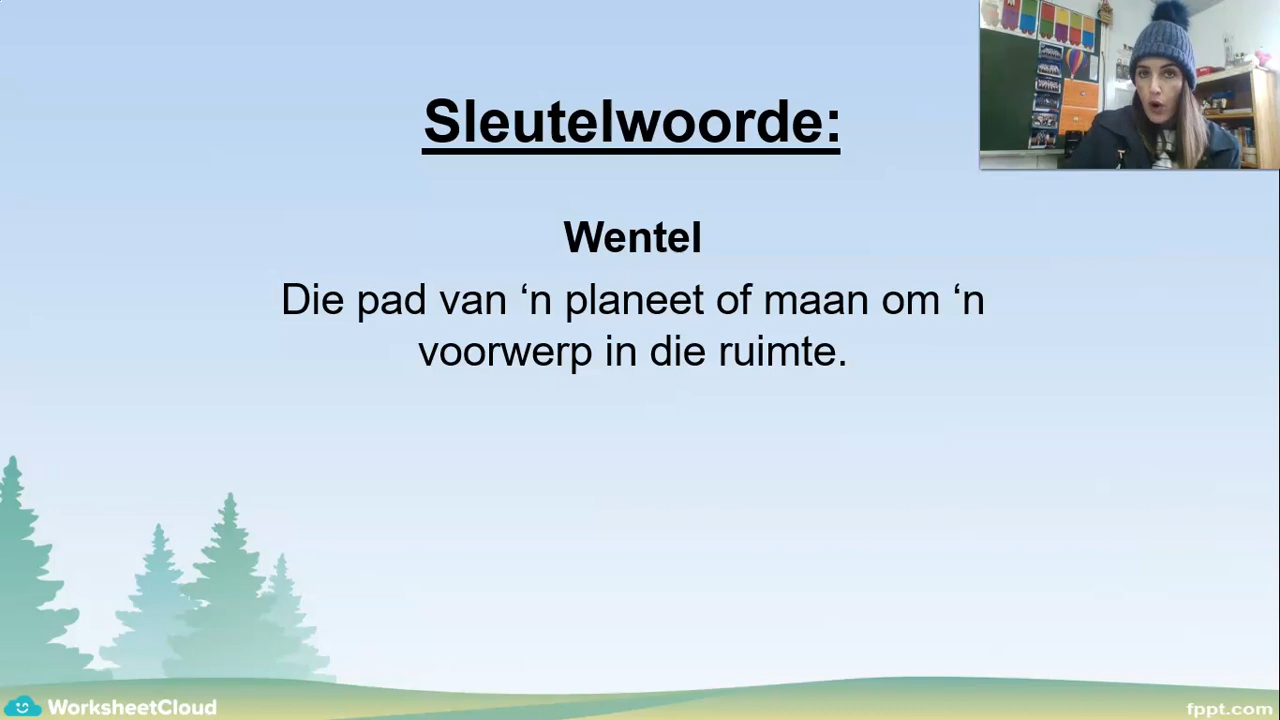 Sleutelwoorde:
Wentel
Die pad van ‘n planeet of maan om ‘n
voorwerp in die ruimte.
WorksheetCloud
fppt.com